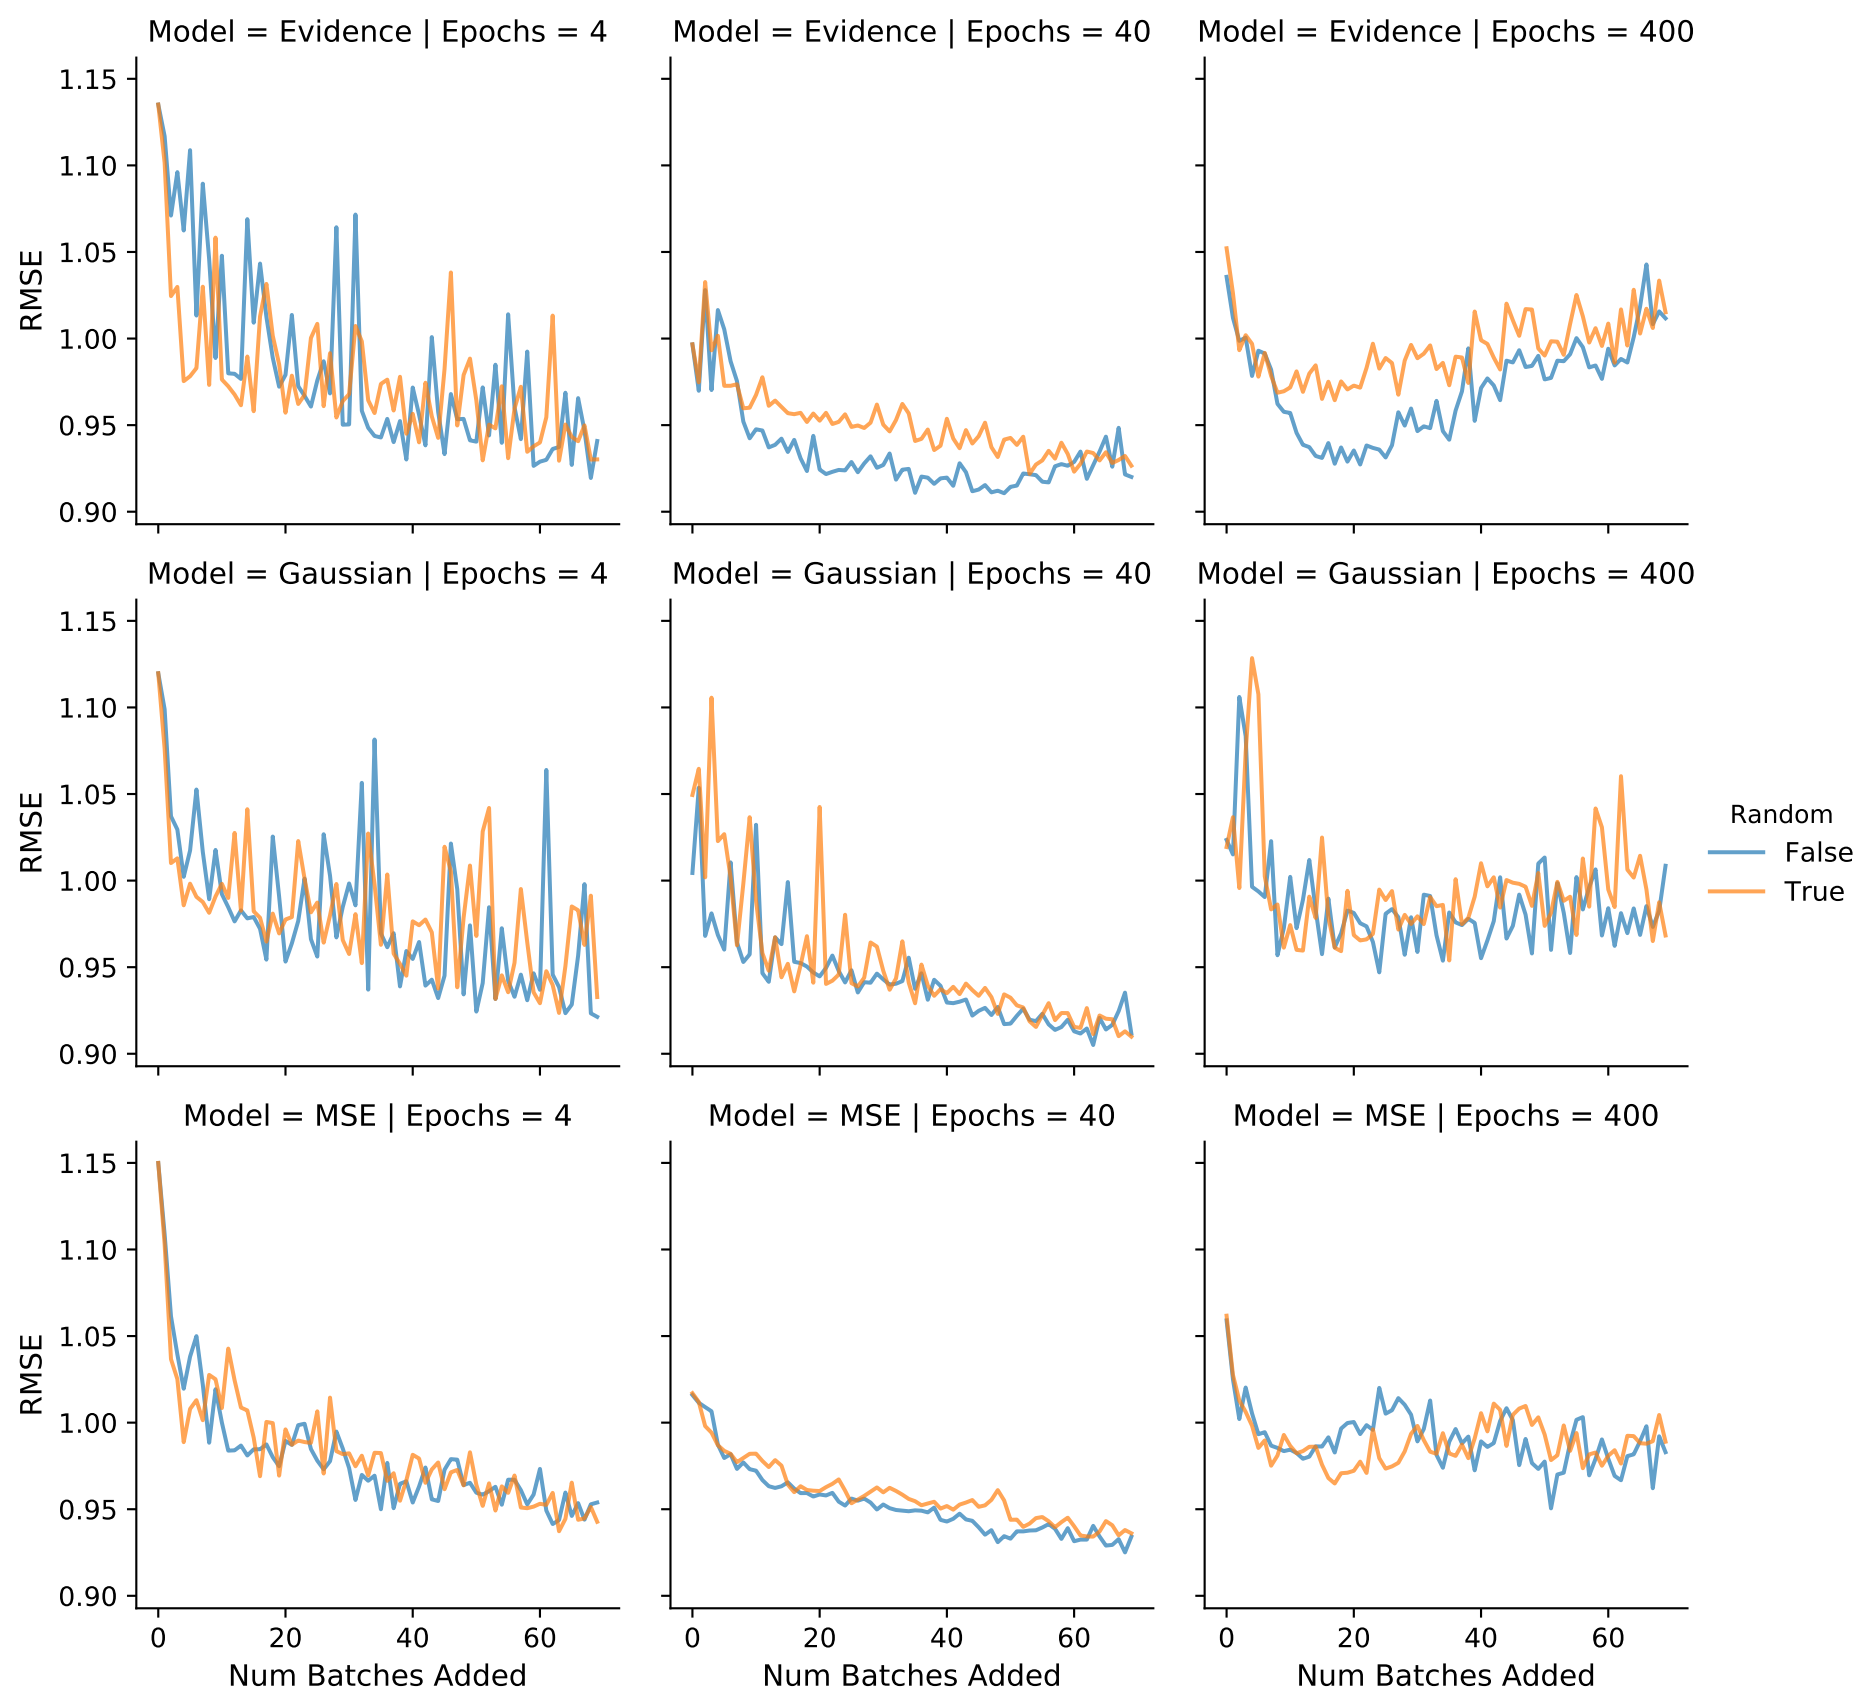 Model = Evidence | Epochs = 4
Model = Evidence | Epochs = 40
Model = Evidence | Epochs = 400
1.15
1.10
1.05
1.00
0.95
0.90
RMSE
Model = Gaussian | Epochs = 4
Model = Gaussian | Epochs = 40
Model = Gaussian | Epochs = 400
1.15
1.10
1.05
1.00
0.95
0.90
RMSE
Random
False
True
Model = MSE | Epochs = 4
Model = MSE | Epochs = 40
Model = MSE | Epochs = 400
1.15
1.10
1.05
1.00
0.95
0.90
RMSE
0 20 40 60
0 20 40 60
0 20 40 60
Num Batches Added
Num Batches Added
Num Batches Added